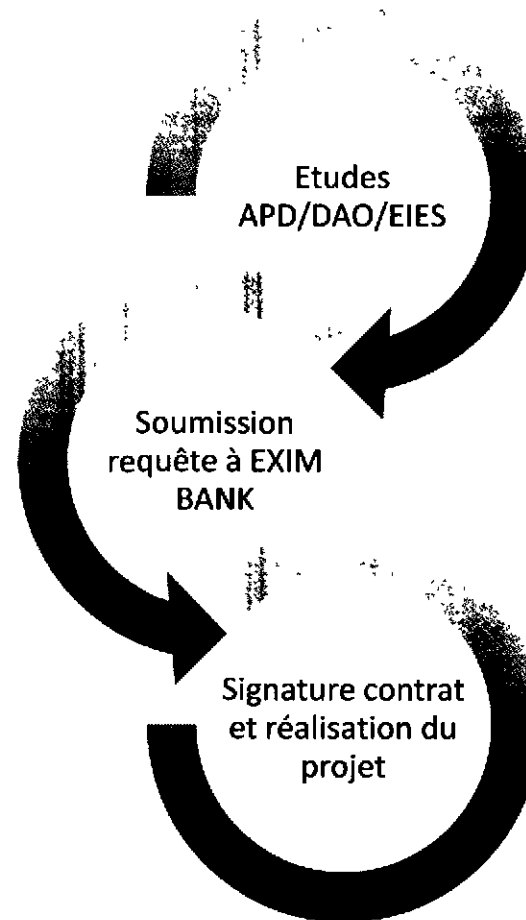 Etudes
APD/DAO/EIES
Soumission
requête à EXIM
BANK
Signature contrat
et réalisation du
projet